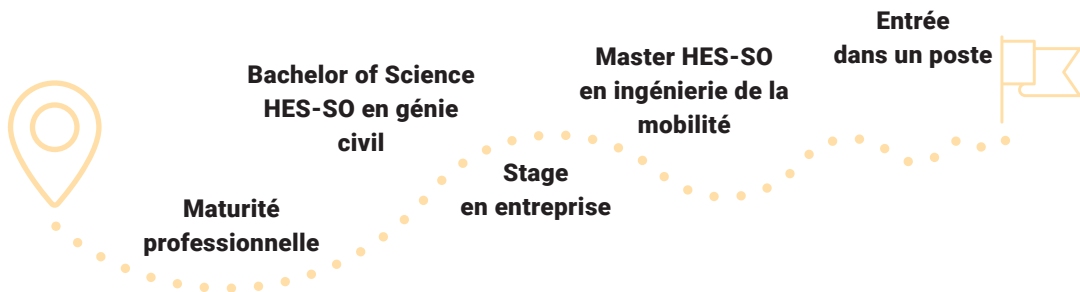 Maturité
professionnelle
Bachelor of Science
HES-SO en génie
civil
Stage
en entreprise
Master HES-SO
en ingénierie de la
mobilité
Entrée
dans un poste